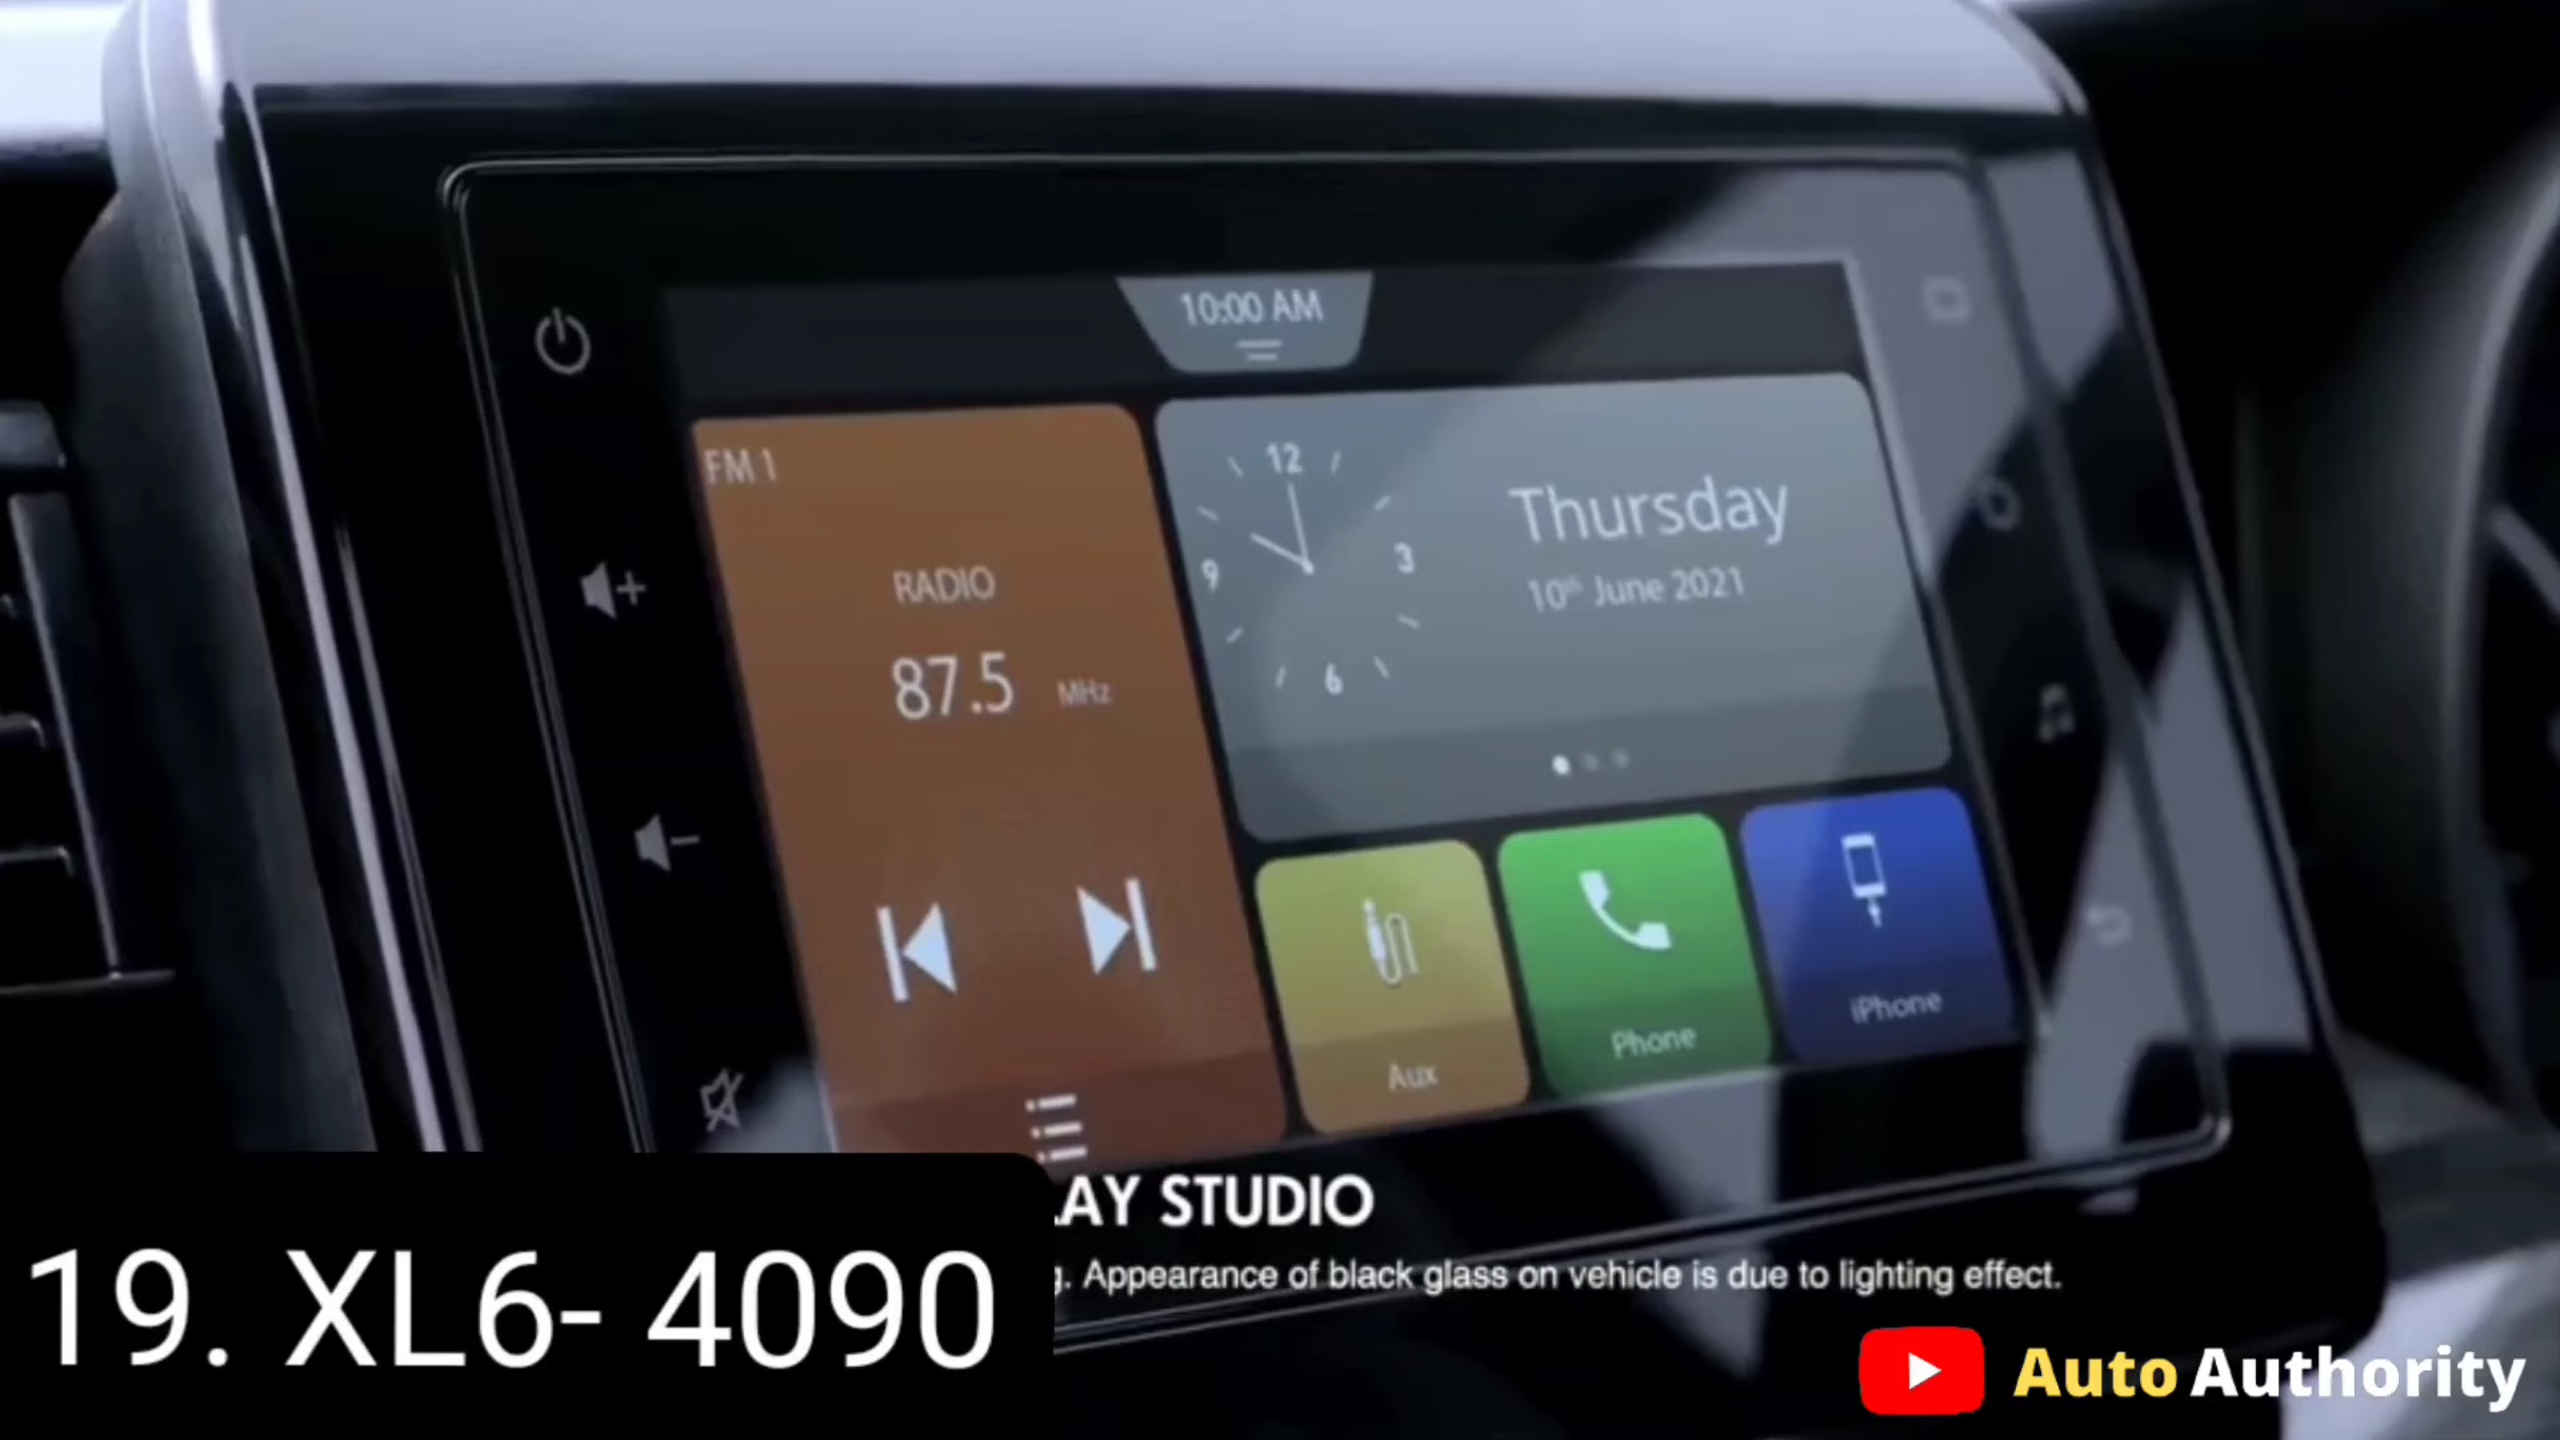 10:00 AM
FM 1
RADIO
87.5 MHz
12
3
6
9
Thursday
10th June 2021
Aux
Phone
iPhone
AY STUDIO
. Appearance of black glass on vehicle is due to lighting effect.
19. XL6- 4090
Auto Authority